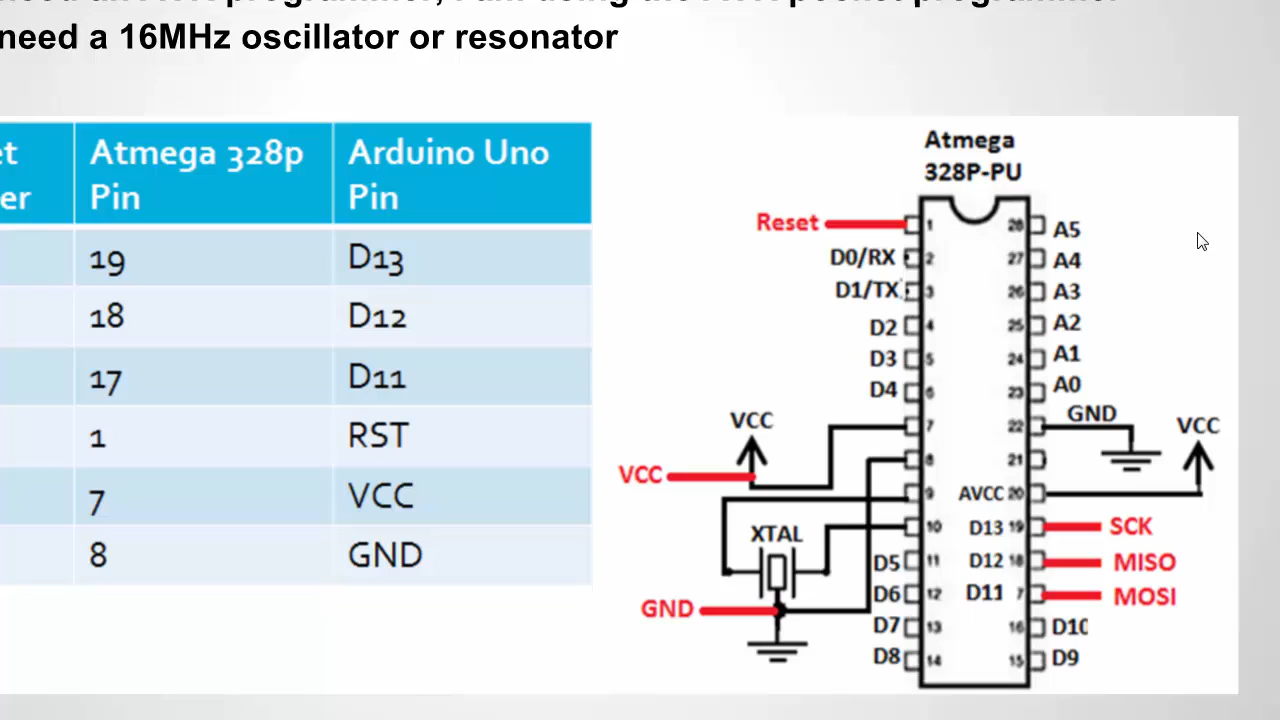 need a 16MHz oscillator or resonator
et
er
Atmega 328p
Pin
Arduino Uno
Pin
19 D13
18 D12
17 D11
1 RST
7 VCC
8 GND
Atmega
328P-PU
Reset 1 28 A5
D0/RX 2 27 A4
D1/TX 3 26 A3
D2 4 25 A2
D3 5 24 A1
D4 6 23 A0
VCC 7 22 GND VCC
VCC 8 21
9 AVCC 20
XTAL 10 D13 19 SCK
D5 11 D12 18 MISO
GND D6 12 D11 7 MOSI
D7 13 16 D10
D8 14 15 D9